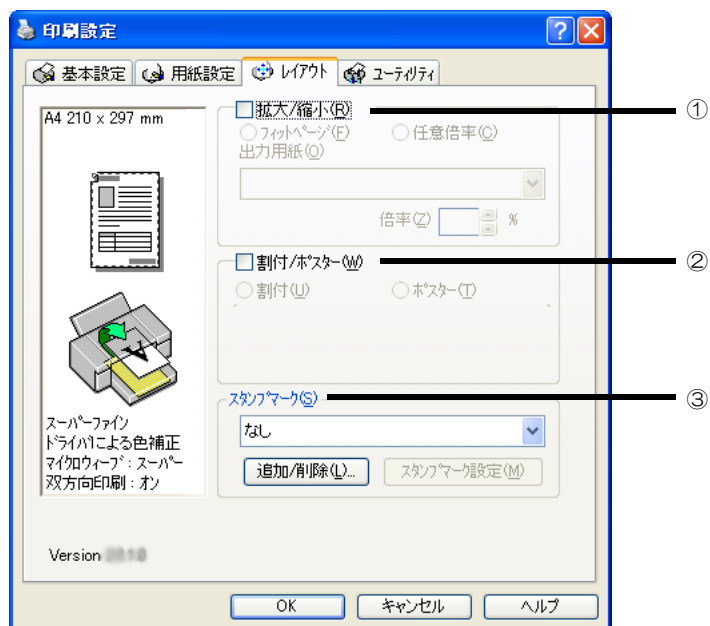 印刷設定
基本設定 用紙設定 レイアウト ユーティリティ
A4 210 x 297 mm
拡大/縮小(R)
①
フィットページ(F) 任意倍率(C)
出力用紙(O)
倍率(Z) %
割付/ポスター(W)
②
割付(U) ポスター(T)
スタンプマーク(S)
③
なし
追加/削除(L)... スタンプマーク設定(M)
スーパーファイン
ドライバによる色補正
マイクロウィーブ:スーパー
双方向印刷:オン
Version
OK キャンセル ヘルプ